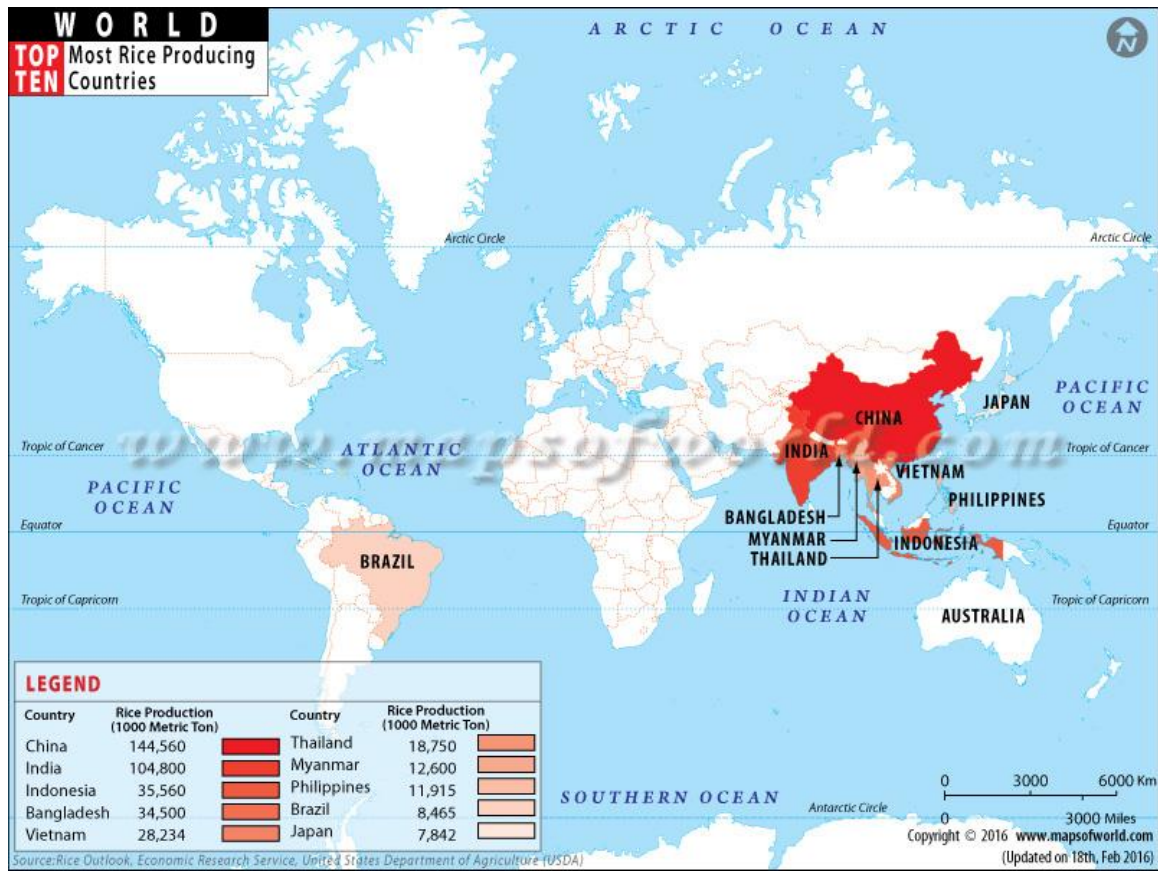 WORLD
TOP TEN Most Rice Producing Countries
ARCTIC OCEAN
N
Arctic Circle
Arctic Circle
PACIFIC OCEAN
JAPAN
CHINA
www.mapsofworld.com
Tropic of Cancer
ATLANTIC OCEAN
INDIA
Tropic of Cancer
VIETNAM
PACIFIC OCEAN
PHILIPPINES
BANGLADESH
Equator
Equator
MYANMAR
INDONESIA
THAILAND
BRAZIL
Tropic of Capricorn
INDIAN OCEAN
Tropic of Capricorn
AUSTRALIA
LEGEND
Country Rice Production (1000 Metric Ton) Country Rice Production (1000 Metric Ton)
China 144,560 Thailand 18,750
India 104,800 Myanmar 12,600
Indonesia 35,560 Philippines 11,915
Bangladesh 34,500 Brazil 8,465
Vietnam 28,234 Japan 7,842
0 3000 6000 Km
SOUTHERN OCEAN
Antarctic Circle
0 3000 Miles
Copyright © 2016 www.mapsofworld.com
(Updated on 18th, Feb 2016)
Source:Rice Outlook, Economic Research Service, United States Department of Agriculture (USDA)